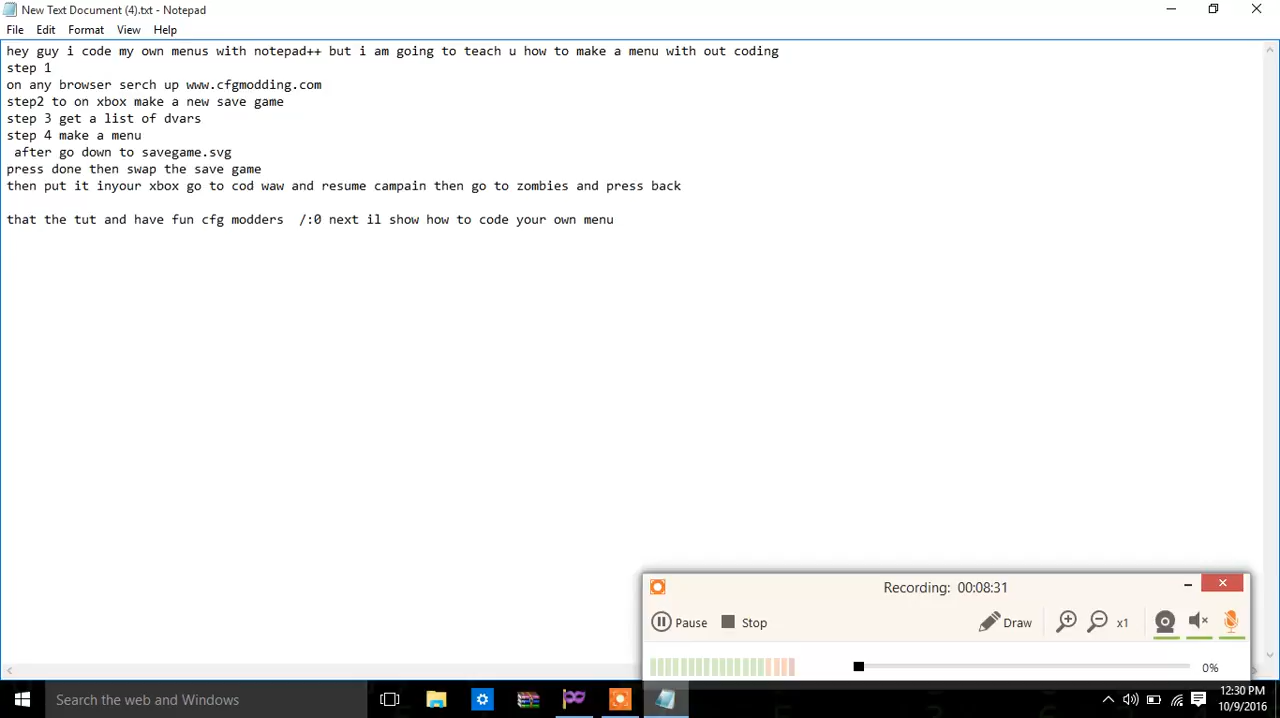 New Text Document (4).txt - Notepad
File Edit Format View Help
hey guy i code my own menus with notepad++ but i am going to teach u how to make a menu with out coding
step 1
on any browser serch up www.cfgmodding.com
step2 to on xbox make a new save game
step 3 get a list of dvars
step 4 make a menu
after go down to savegame.svg
press done then swap the save game
then put it inyour xbox go to cod waw and resume campain then go to zombies and press back
that the tut and have fun cfg modders /:0 next il show how to code your own menu
Recording: 00:08:31
Pause Stop Draw x1
0%
Search the web and Windows
12:30 PM
10/9/2016